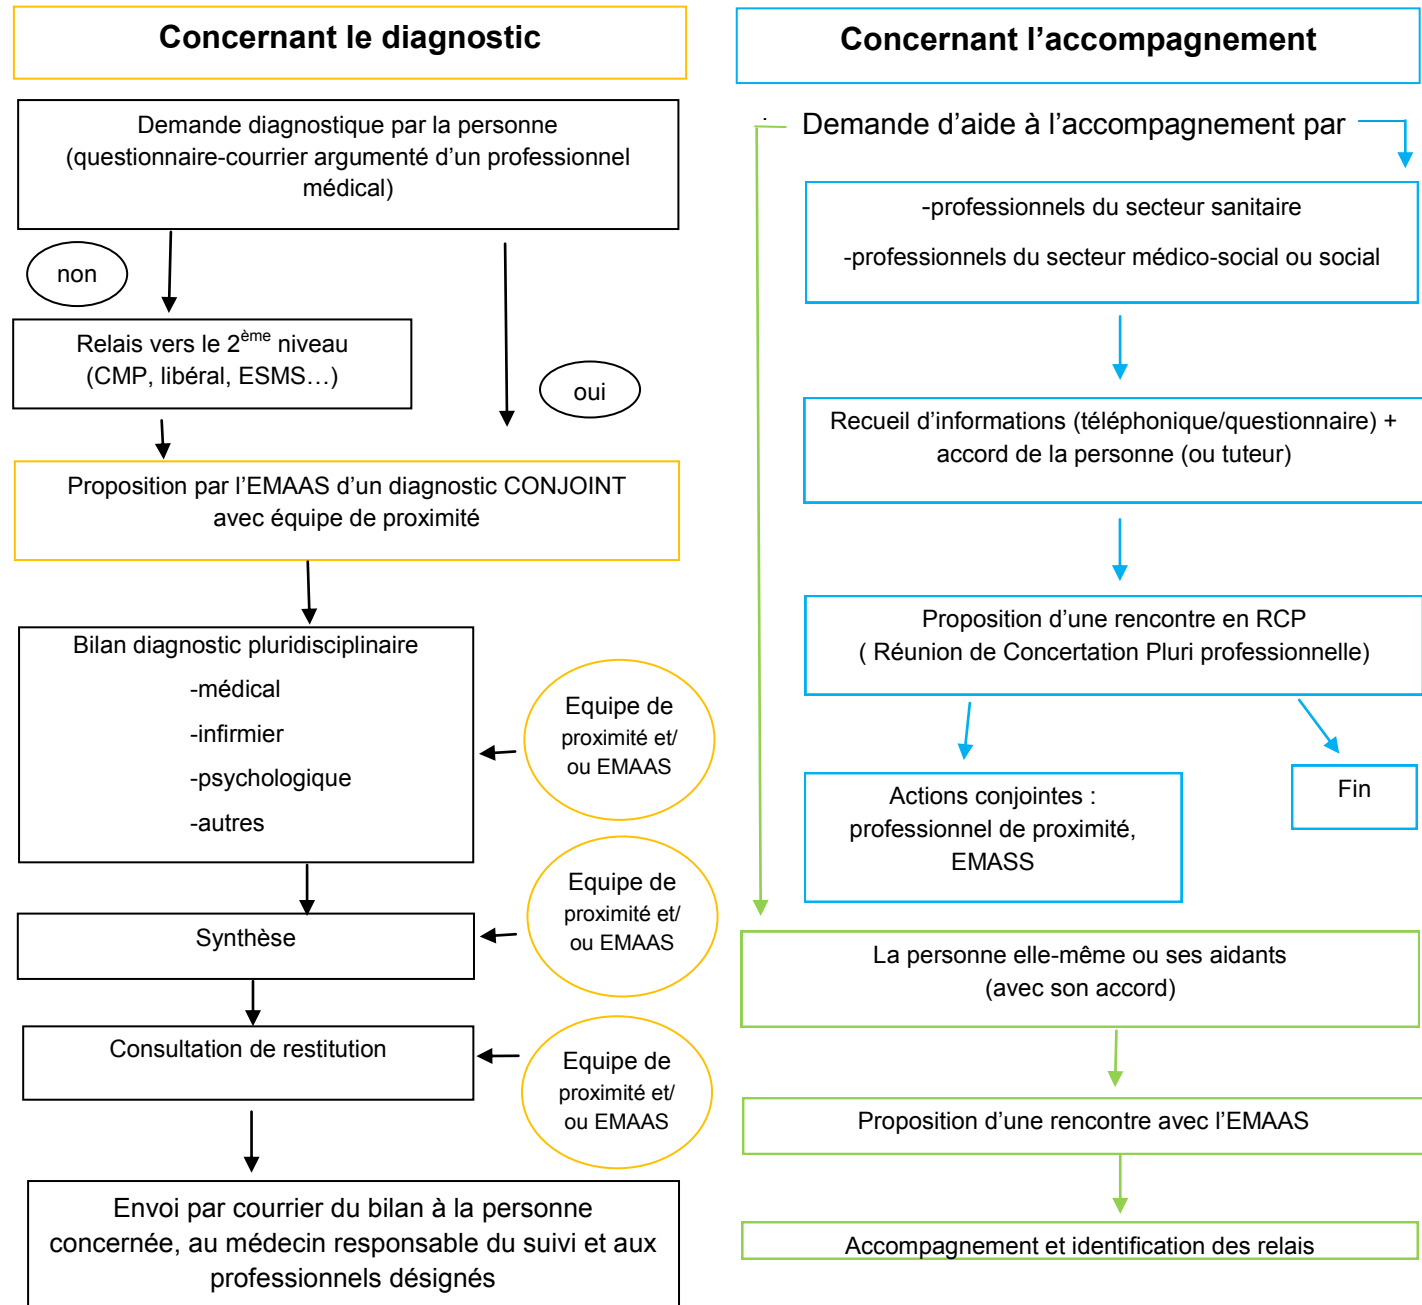 Concernant le diagnostic
Demande diagnostique par la personne
(questionnaire-courrier argumenté d’un professionnel
médical)
non
Relais vers le 2ème niveau
(CMP, libéral, ESMS…)
oui
Proposition par l’EMAAS d’un diagnostic CONJOINT
avec équipe de proximité
Bilan diagnostic pluridisciplinaire
-médical
-infirmier
-psychologique
-autres
Equipe de
proximité et/
ou EMAAS
Synthèse
Equipe de
proximité et/
ou EMAAS
Consultation de restitution
Equipe de
proximité et/
ou EMAAS
Envoi par courrier du bilan à la personne
concernée, au médecin responsable du suivi et aux
professionnels désignés
Concernant l’accompagnement
Demande d’aide à l’accompagnement par
-professionnels du secteur sanitaire
-professionnels du secteur médico-social ou social
Recueil d’informations (téléphonique/questionnaire) +
accord de la personne (ou tuteur)
Proposition d’une rencontre en RCP
( Réunion de Concertation Pluri professionnelle)
Actions conjointes :
professionnel de proximité,
EMASS
Fin
La personne elle-même ou ses aidants
(avec son accord)
Proposition d’une rencontre avec l’EMAAS
Accompagnement et identification des relais